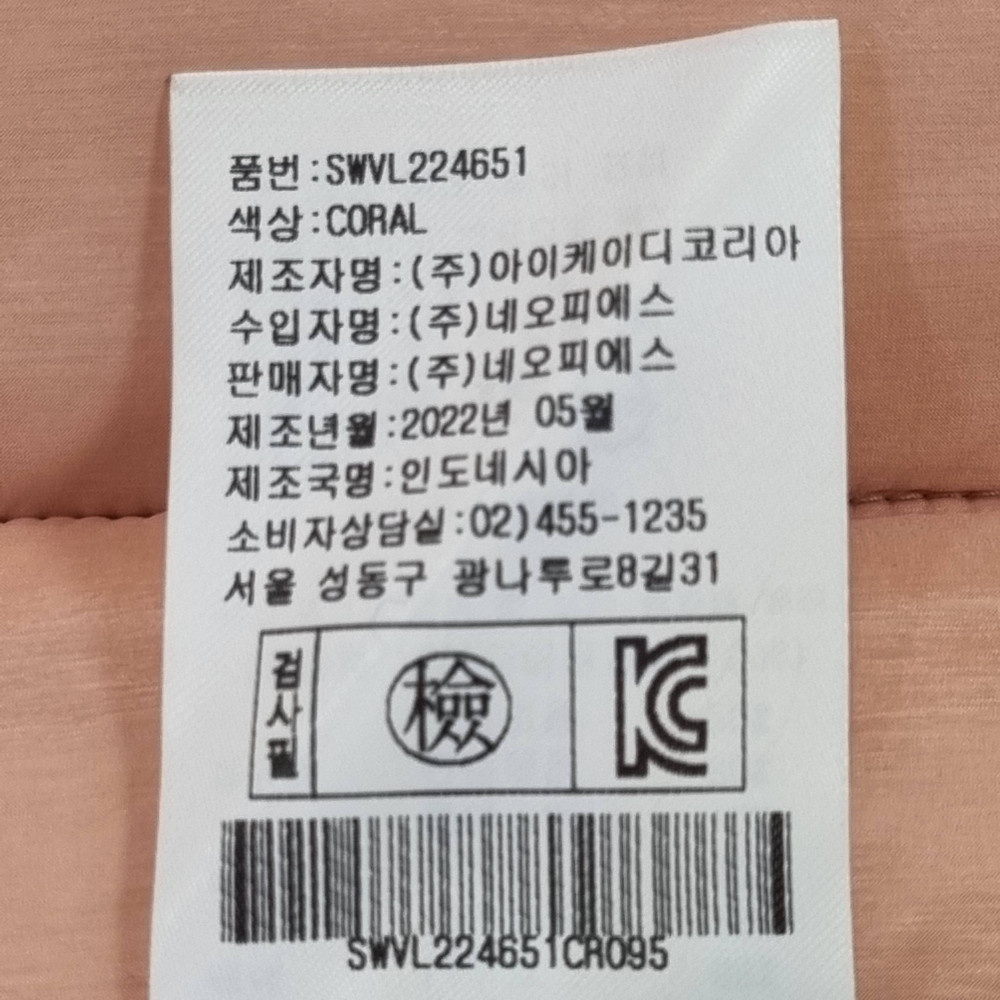 품번:SWVL224651
색상:CORAL
제조자명:(주)아이케이디코리아
수입자명:(주)네오피에스
판매자명:(주)네오피에스
제조년월:2022년 05월
제조국명:인도네시아
소비자상담실:02)455-1235
서울 성동구 광나루로8길31
검사필
檢
KC
SWVL224651CR095